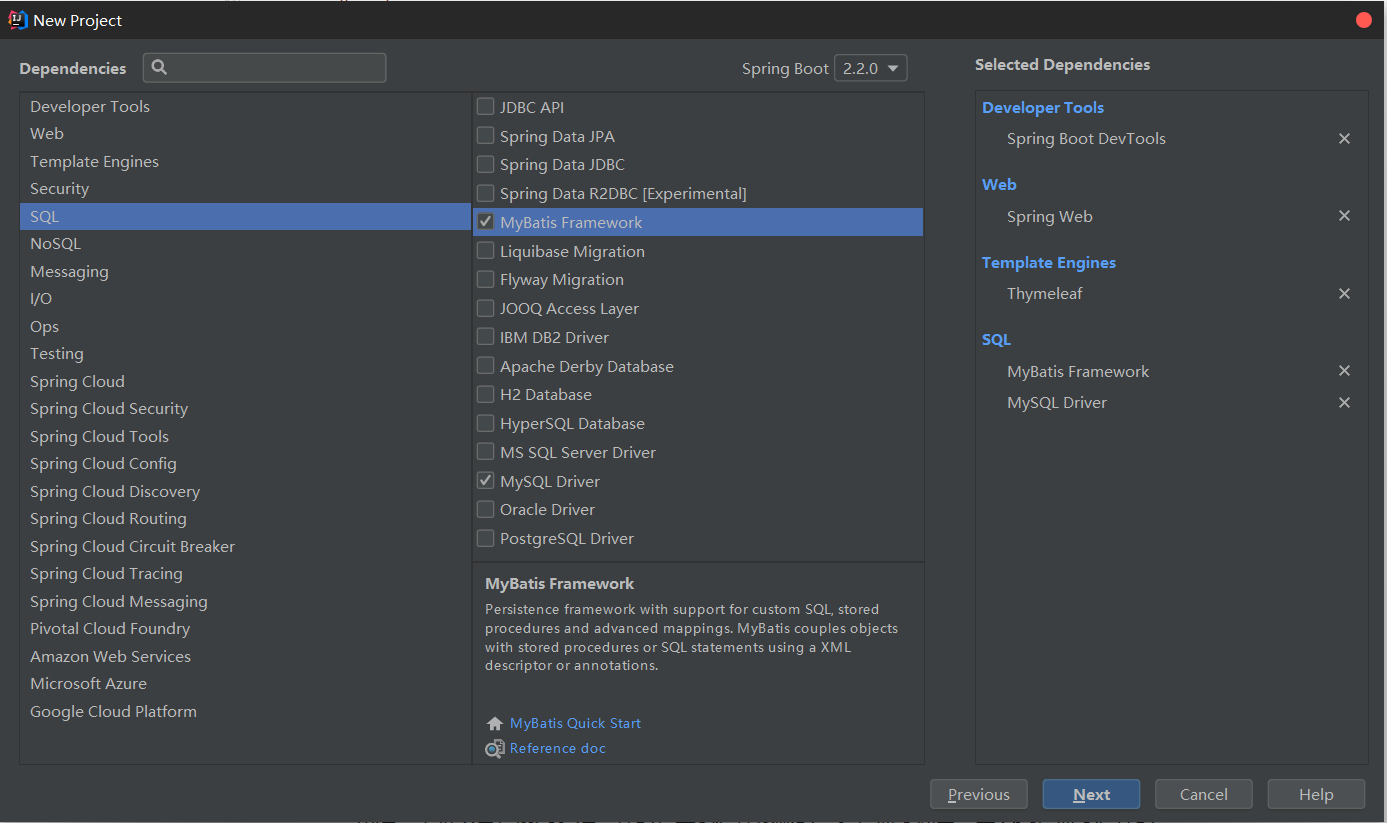 New Project
Dependencies
Spring Boot 2.2.0
Selected Dependencies
Developer Tools
Web
Template Engines
Security
SQL
NoSQL
Messaging
I/O
Ops
Testing
Spring Cloud
Spring Cloud Security
Spring Cloud Tools
Spring Cloud Config
Spring Cloud Discovery
Spring Cloud Routing
Spring Cloud Circuit Breaker
Spring Cloud Tracing
Spring Cloud Messaging
Pivotal Cloud Foundry
Amazon Web Services
Microsoft Azure
Google Cloud Platform
JDBC API
Spring Data JPA
Spring Data JDBC
Spring Data R2DBC [Experimental]
MyBatis Framework
Liquibase Migration
Flyway Migration
JOOQ Access Layer
IBM DB2 Driver
Apache Derby Database
H2 Database
HyperSQL Database
MS SQL Server Driver
MySQL Driver
Oracle Driver
PostgreSQL Driver
MyBatis Framework
Persistence framework with support for custom SQL, stored
procedures and advanced mappings. MyBatis couples objects
with stored procedures or SQL statements using a XML
descriptor or annotations.
MyBatis Quick Start
Reference doc
Developer Tools
Spring Boot DevTools
Web
Spring Web
Template Engines
Thymeleaf
SQL
MyBatis Framework
MySQL Driver
Previous
Next
Cancel
Help